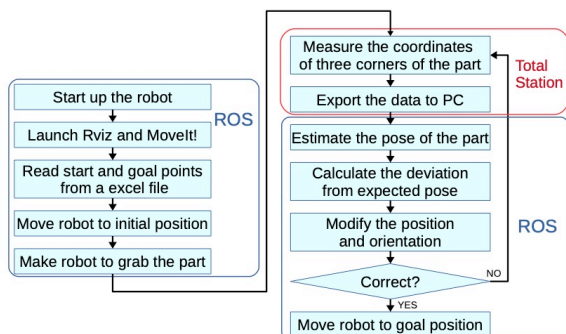 Start up the robot
Launch Rviz and MoveIt!
Read start and goal points
from a excel file
Move robot to initial position
Make robot to grab the part
ROS
Measure the coordinates
of three corners of the part
Export the data to PC
Total
Station
Estimate the pose of the part
Calculate the deviation
from expected pose
Modify the position
and orientation
Correct?
NO
YES
Move robot to goal position
ROS